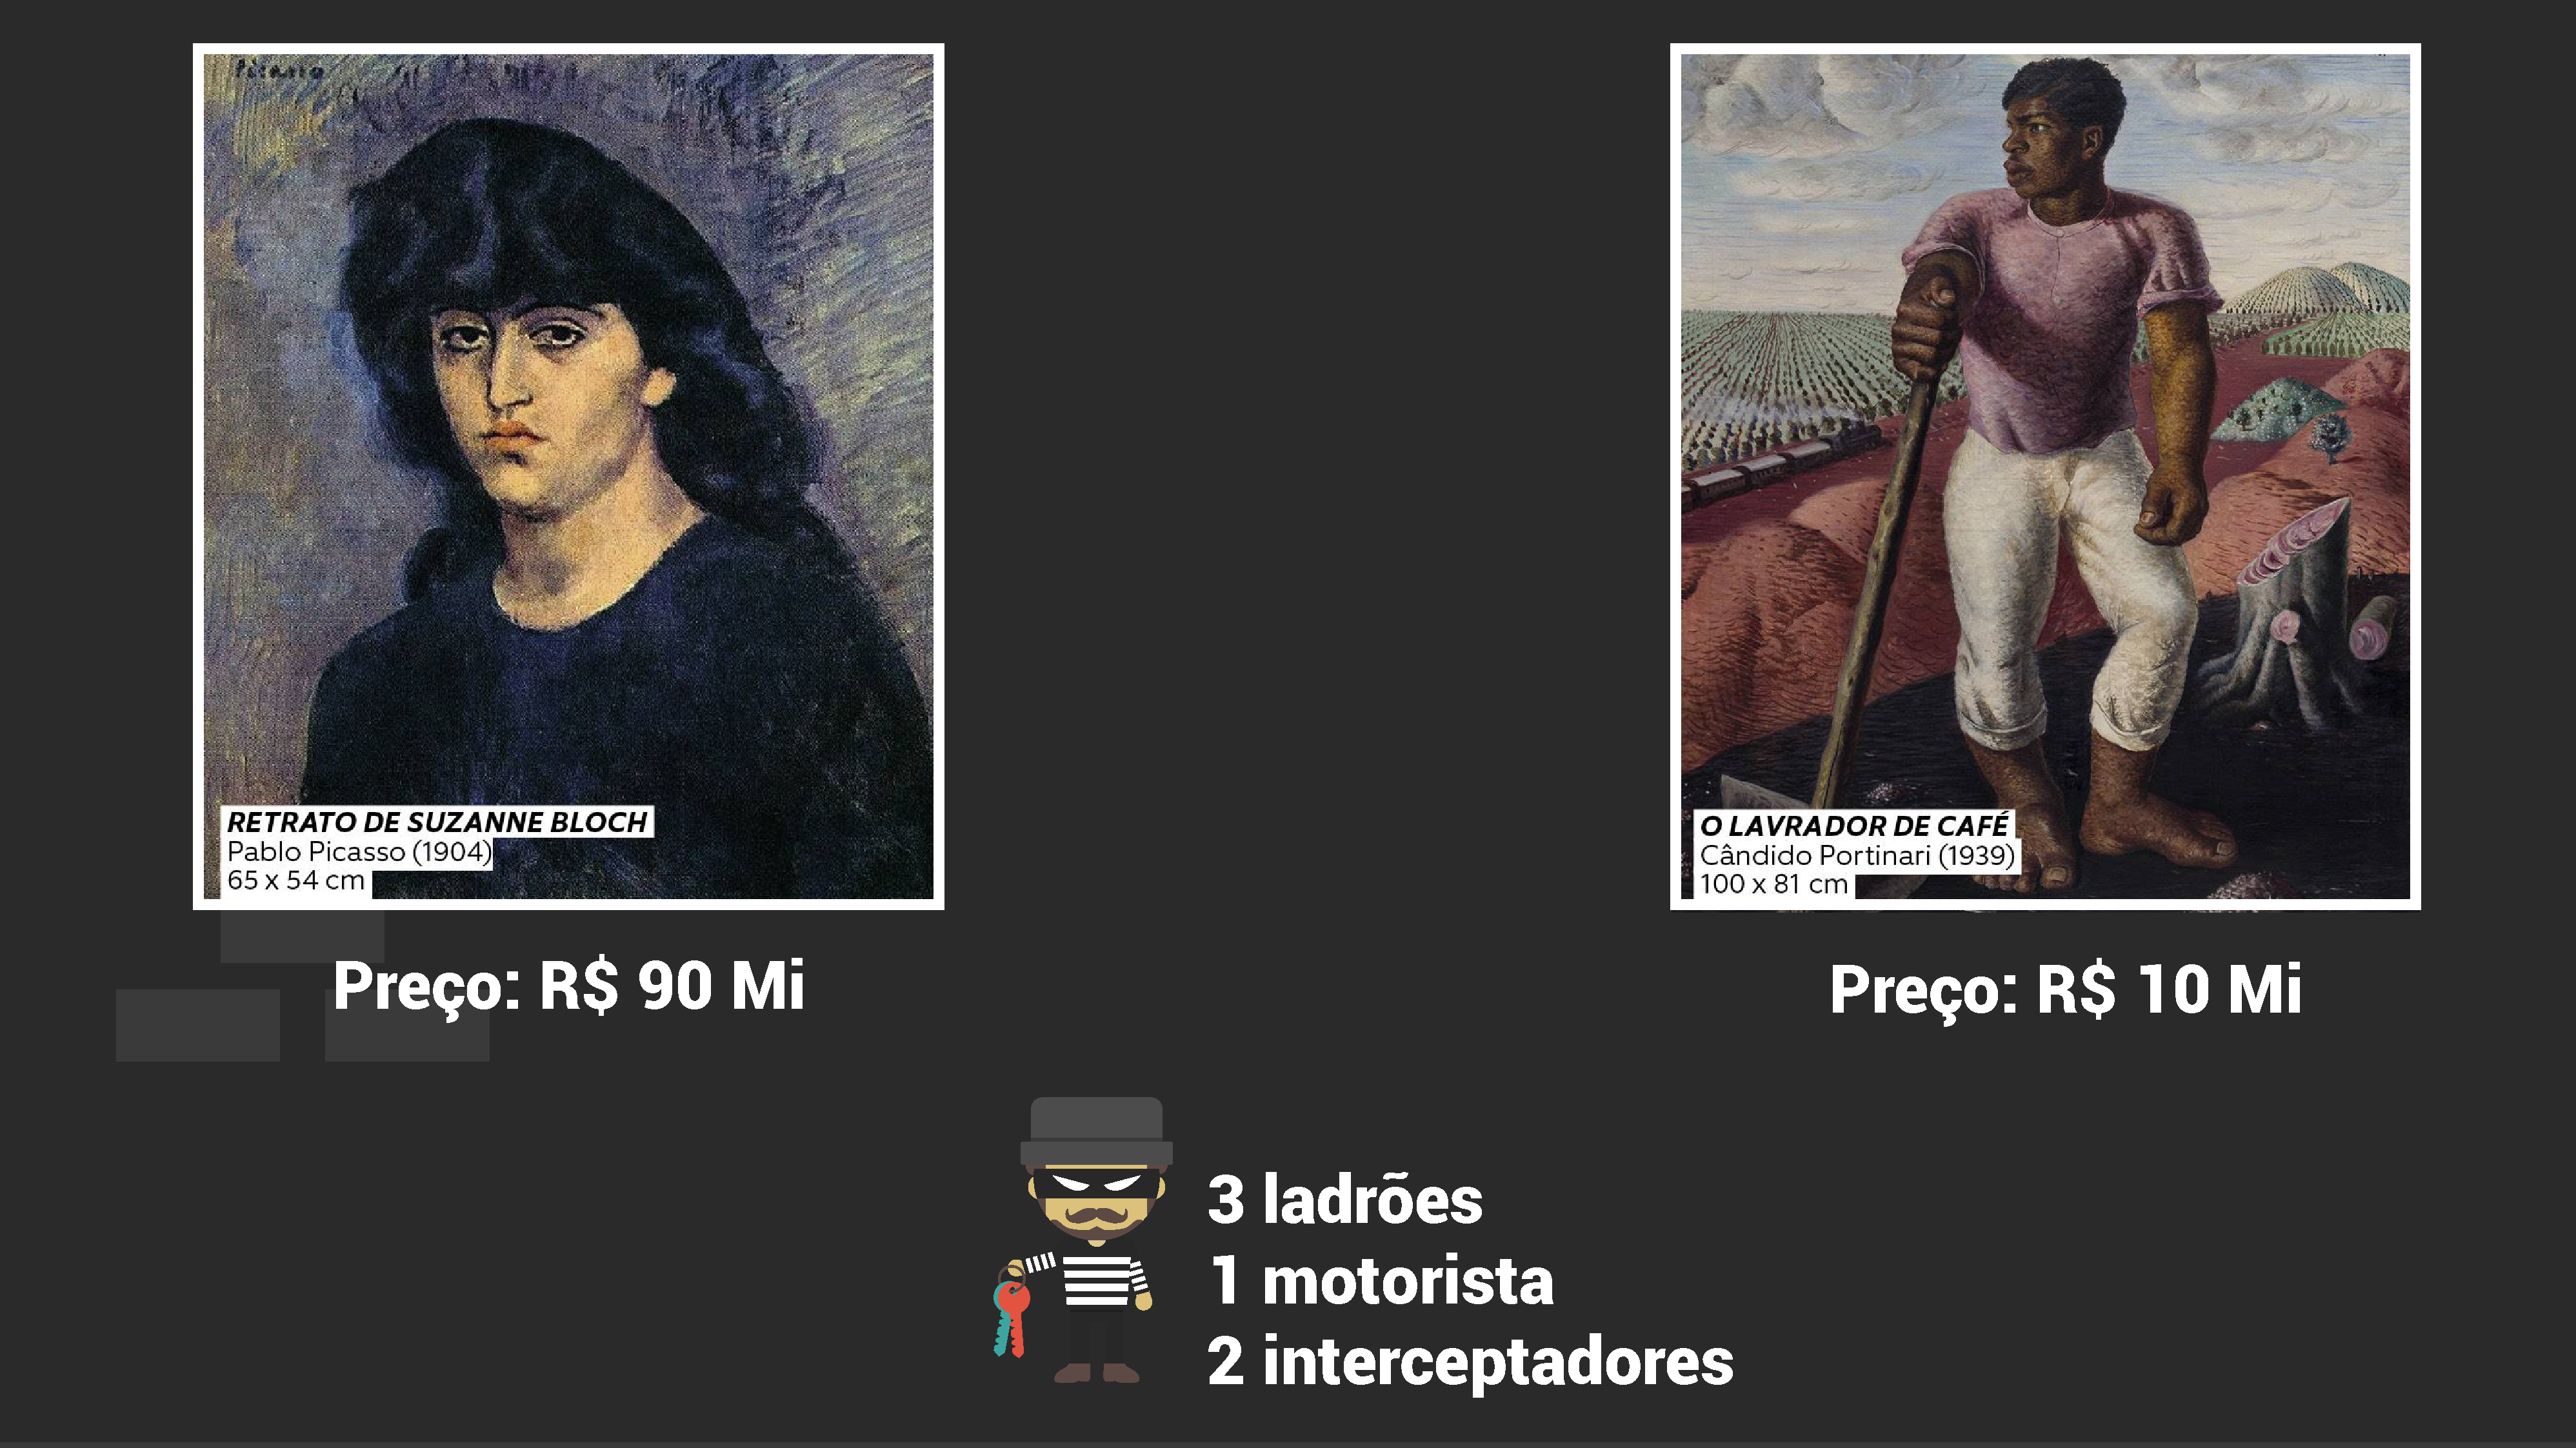 Picasso
RETRATO DE SUZANNE BLOCH
Pablo Picasso (1904)
65 x 54 cm
Preço: R$ 90 Mi
O LAVRADOR DE CAFÉ
Cândido Portinari (1939)
100 x 81 cm
Preço: R$ 10 Mi
3 ladrões
1 motorista
2 interceptadores